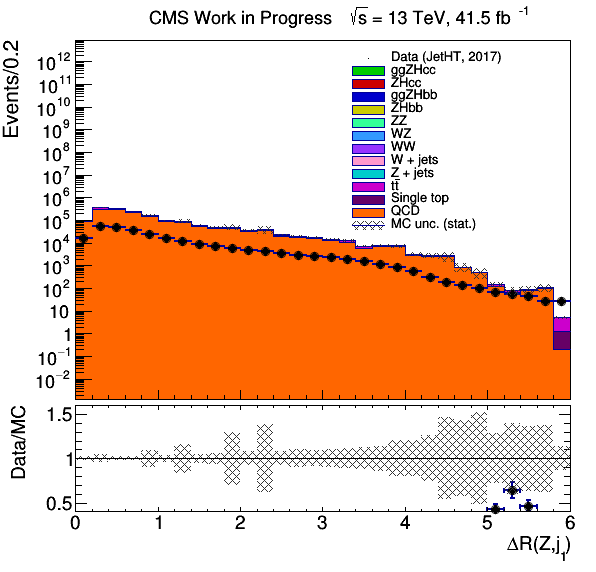 CMS Work in Progress √s = 13 TeV, 41.5 fb⁻¹
Events/0.2
10¹²
10¹¹
10¹⁰
10⁹
10⁸
10⁷
10⁶
10⁵
10⁴
10³
10²
10
1
10⁻¹
10⁻²
Data (JetHT, 2017)
ggZHcc
ZHcc
ggZHbb
ZHbb
ZZ
WZ
WW
W + jets
Z + jets
tt̄
Single top
QCD
MC unc. (stat.)
Data/MC
1.5
1
0.5
0 1 2 3 4 5 6
ΔR(Z,j₁)